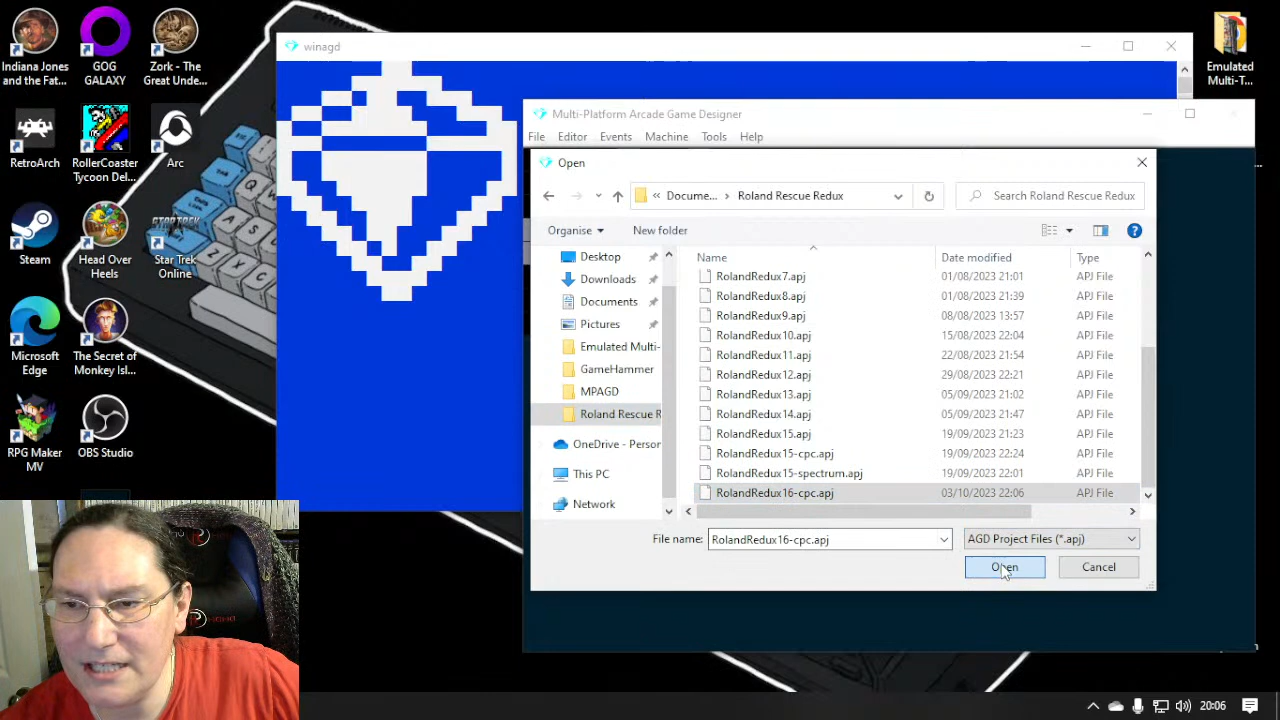 Indiana Jones
and the Fat...
GOG
GALAXY
Zork - The
Great Unde...
RetroArch
RollerCoaster
Tycoon Del...
Arc
Steam
Head Over
Heels
STAR TREK
Star Trek
Online
Microsoft
Edge
The Secret of
Monkey Isl...
RPG Maker
MV
OBS Studio
Emulated
Multi-T...
winagd
Multi-Platform Arcade Game Designer
File Edit Events Machine Tools Help
Open
« Docume... › Roland Rescue Redux
Search Roland Rescue Redux
Organise New folder
Desktop
Downloads
Documents
Pictures
Emulated Multi-
GameHammer
MPAGD
Roland Rescue R
OneDrive - Person
This PC
Network
Name Date modified Type
RolandRedux7.apj 01/08/2023 21:01 APJ File
RolandRedux8.apj 01/08/2023 21:39 APJ File
RolandRedux9.apj 08/08/2023 13:57 APJ File
RolandRedux10.apj 15/08/2023 22:04 APJ File
RolandRedux11.apj 22/08/2023 21:54 APJ File
RolandRedux12.apj 29/08/2023 22:21 APJ File
RolandRedux13.apj 05/09/2023 21:02 APJ File
RolandRedux14.apj 05/09/2023 21:47 APJ File
RolandRedux15.apj 19/09/2023 21:23 APJ File
RolandRedux15-cpc.apj 19/09/2023 22:24 APJ File
RolandRedux15-spectrum.apj 19/09/2023 22:01 APJ File
RolandRedux16-cpc.apj 03/10/2023 22:06 APJ File
File name: RolandRedux16-cpc.apj AGD Project Files (*.apj)
Open Cancel
20:06